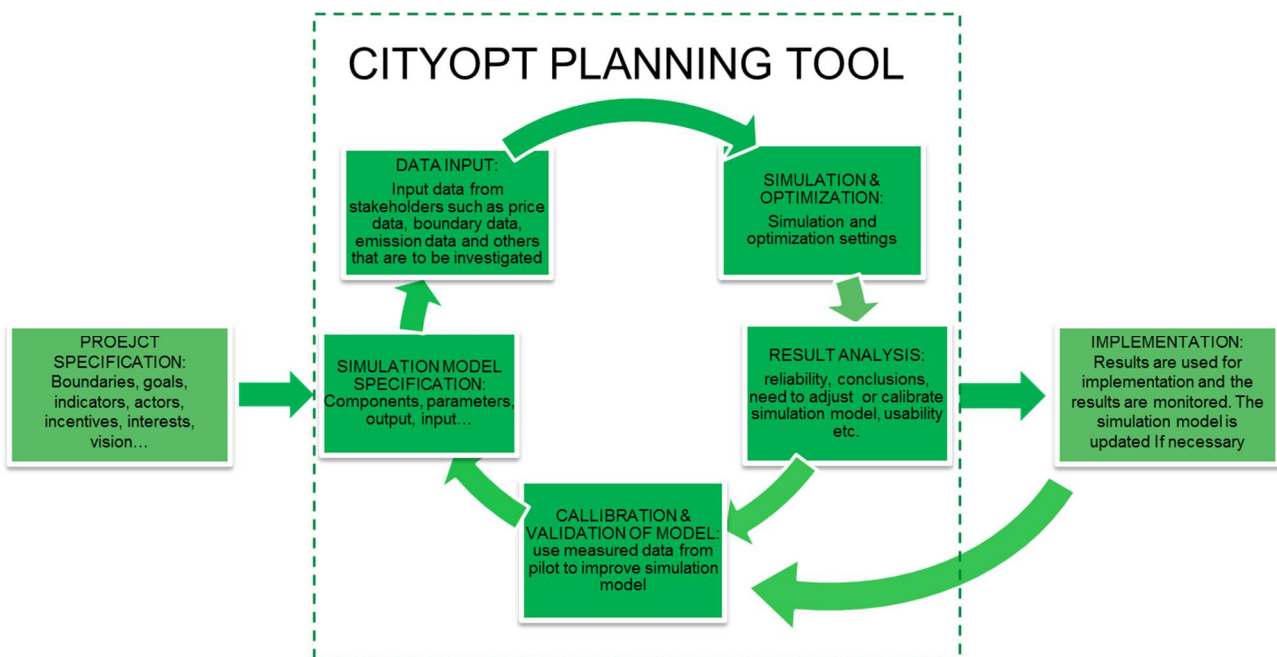 CITYOPT PLANNING TOOL
DATA INPUT:
Input data from
stakeholders such as price
data, boundary data,
emission data and others
that are to be investigated
SIMULATION &
OPTIMIZATION:
Simulation and
optimization settings
PROEJCT
SPECIFICATION:
Boundaries, goals,
indicators, actors,
incentives, interests,
vision…
SIMULATION MODEL
SPECIFICATION:
Components, parameters,
output, input…
RESULT ANALYSIS:
reliability, conclusions,
need to adjust or calibrate
simulation model, usability
etc.
IMPLEMENTATION:
Results are used for
implementation and the
results are monitored. The
simulation model is
updated If necessary
CALLIBRATION &
VALIDATION OF MODEL:
use measured data from
pilot to improve simulation
model